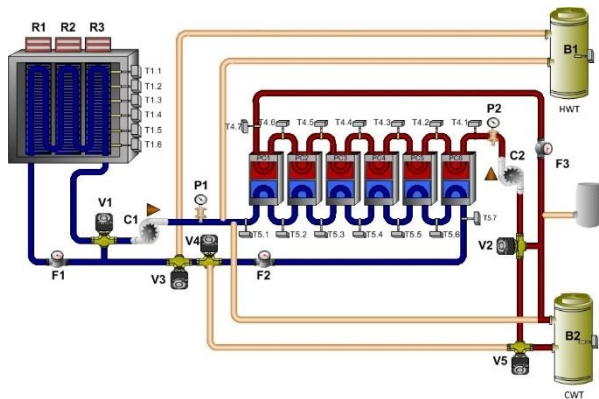 R1 R2 R3
B1
HWT
T1.1
T1.2
T1.3
T1.4
T1.5
T1.6
P2
T4.7 T4.6 T4.5 T4.4 T4.3 T4.2 T4.1
C2
F3
PC1 PC2 PC3 PC4 PC5 PC6
P1
V1
C1
V4
T5.7
T5.1 T5.2 T5.3 T5.4 T5.5 T5.6
V2
F1
V3
F2
B2
V5
CWT